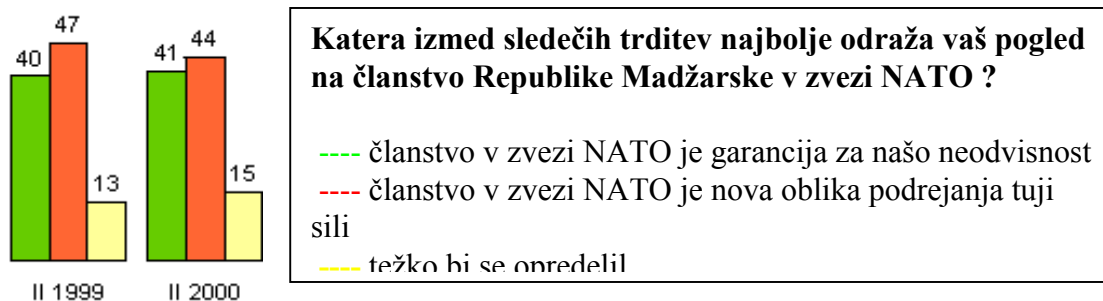 40 47 13 41 44 15
II 1999 II 2000
Katera izmed sledečih trditev najbolje odraža vaš pogled
na članstvo Republike Madžarske v zvezi NATO ?
---- članstvo v zvezi NATO je garancija za našo neodvisnost
---- članstvo v zvezi NATO je nova oblika podrejanja tuji
sili
---- težko bi se opredelil